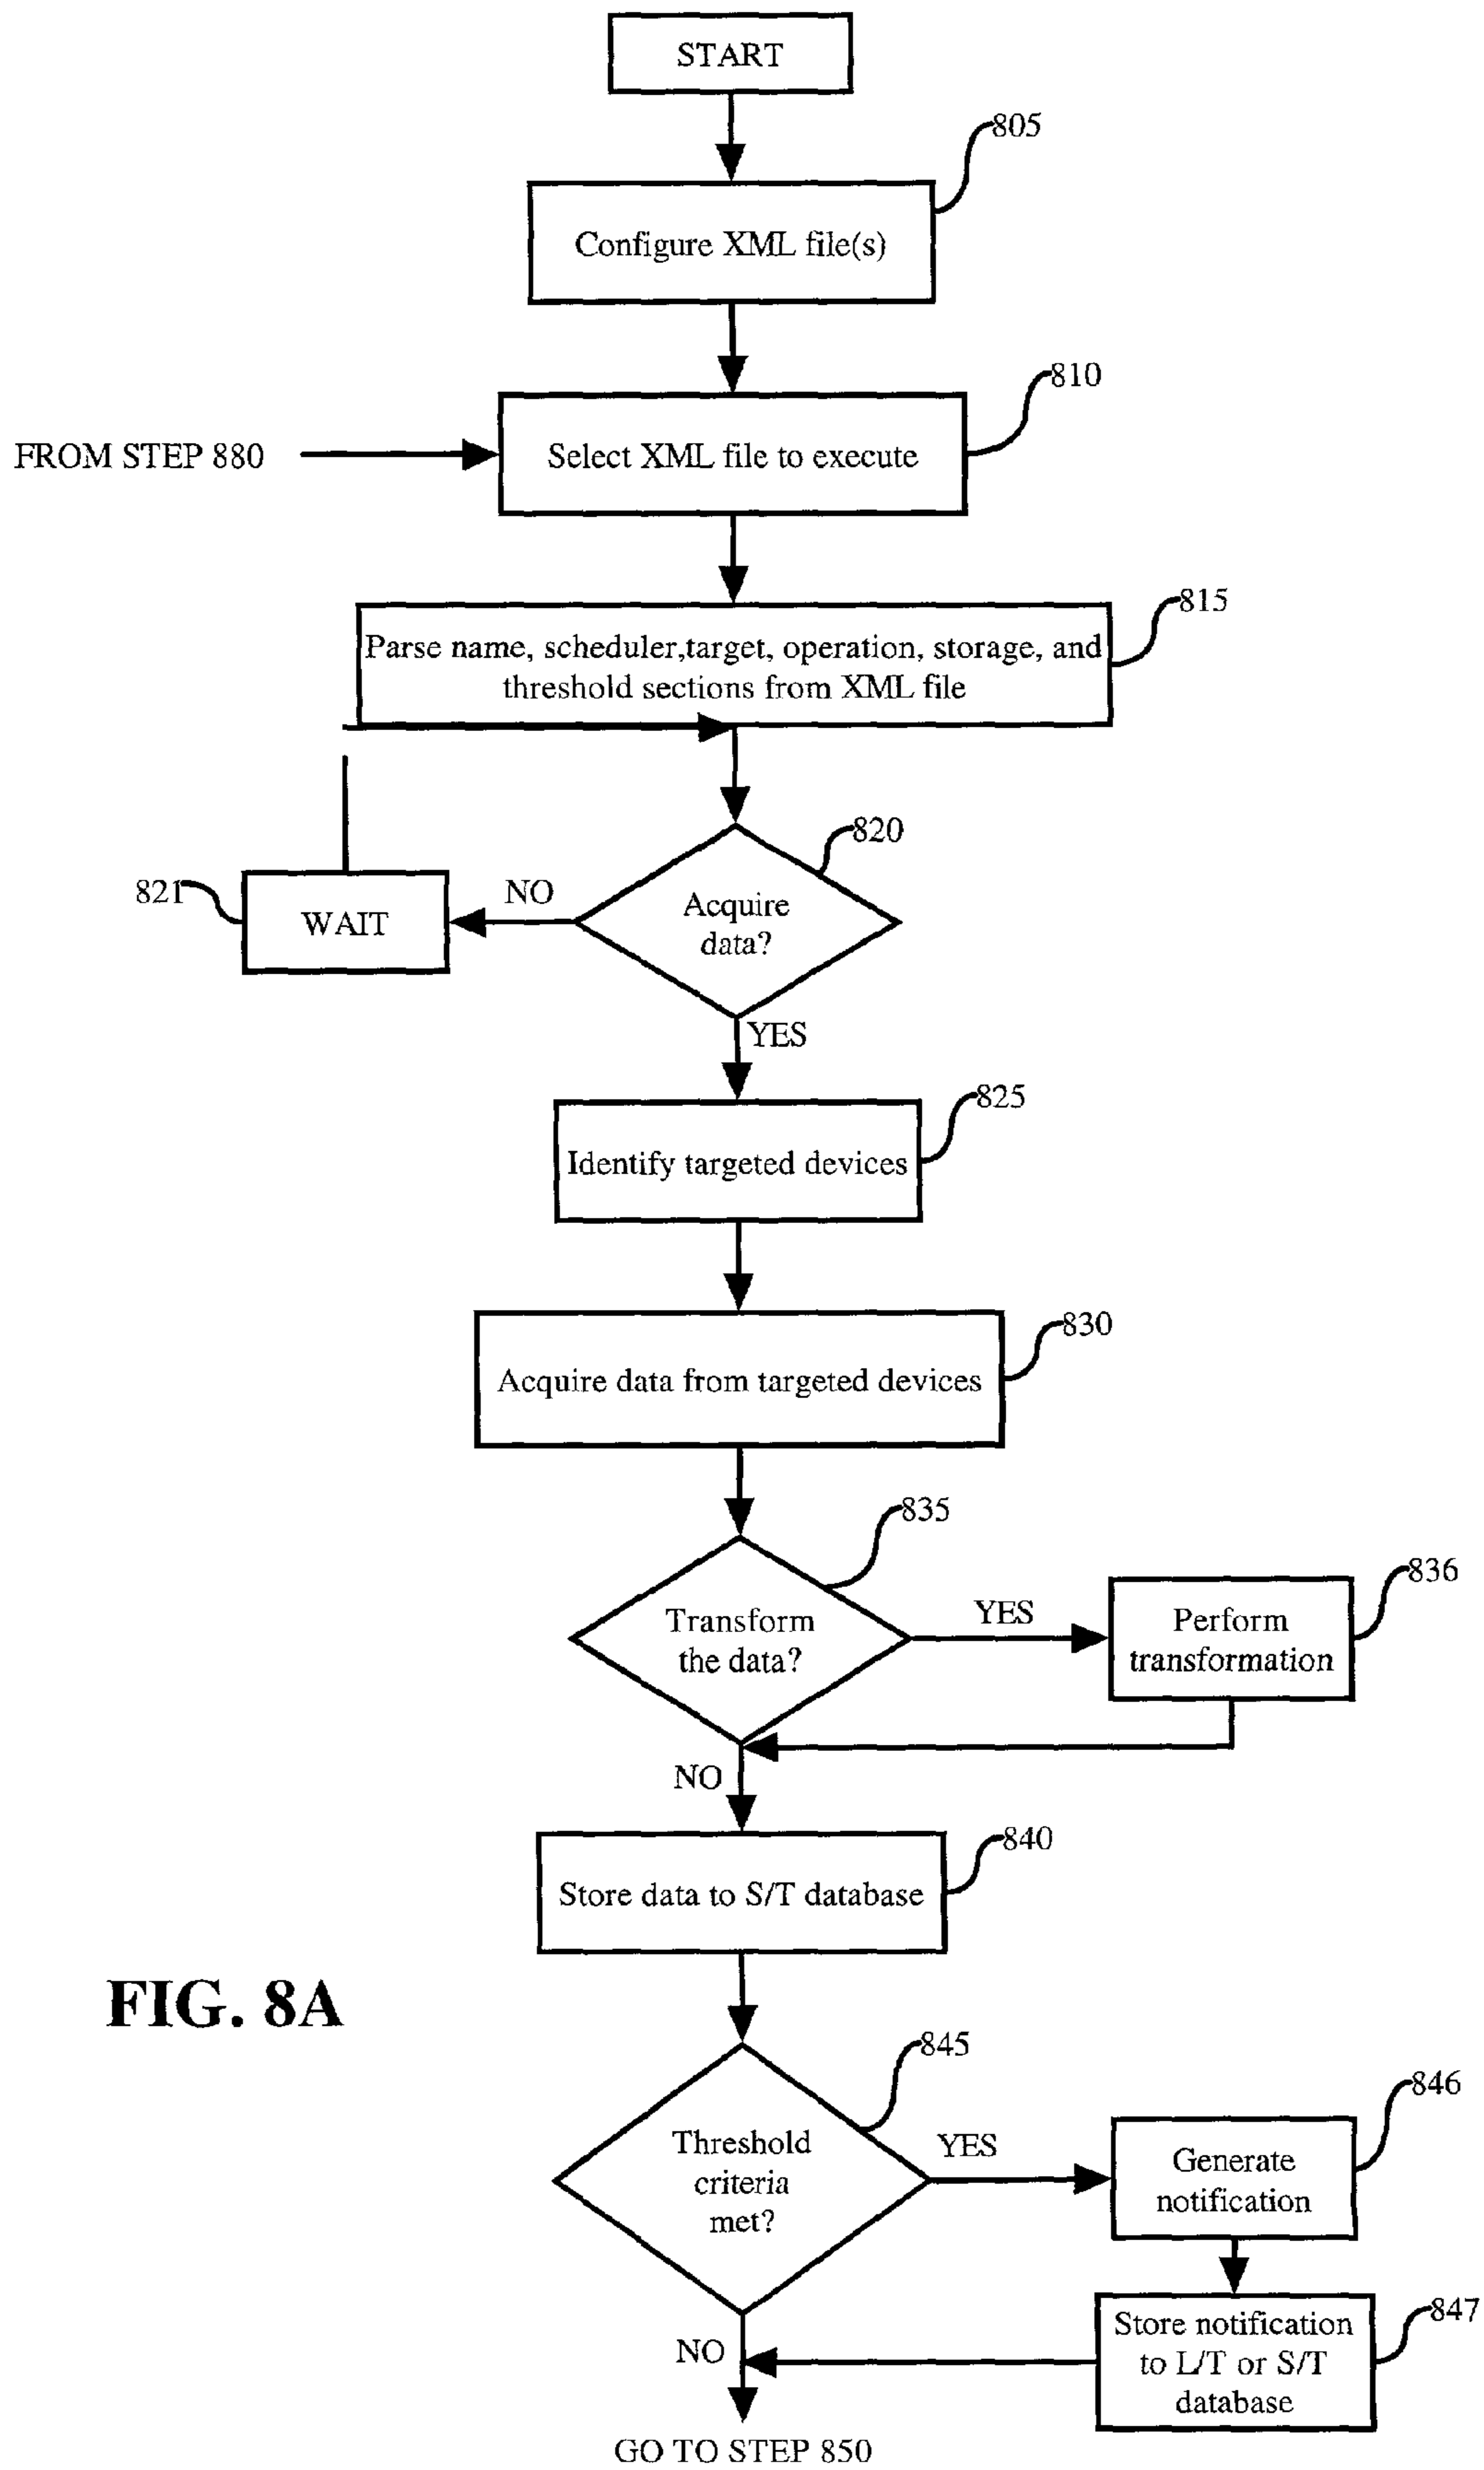 START
805
Configure XML file(s)
810
FROM STEP 880
Select XML file to execute
815
Parse name, scheduler,target, operation, storage, and
threshold sections from XML file
820
821
NO
WAIT
Acquire
data?
YES
825
Identify targeted devices
830
Acquire data from targeted devices
835
836
Transform
the data?
YES
Perform
transformation
NO
840
Store data to S/T database
FIG. 8A
845
846
Threshold
criteria
met?
YES
Generate
notification
847
NO
Store notification
to L/T or S/T
database
GO TO STEP 850